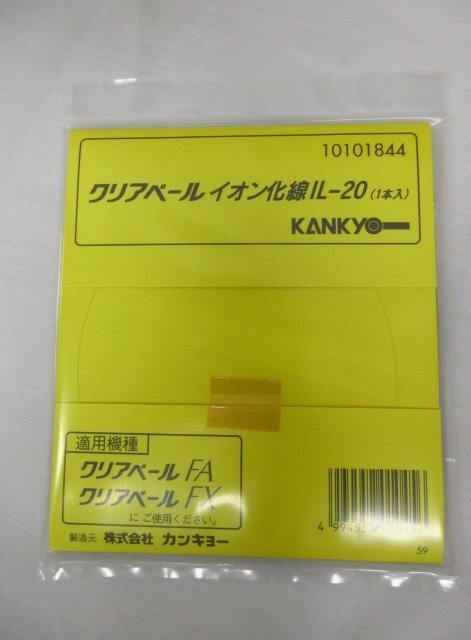 10101844
クリアベール イオン化線IL-20 (1本入)
KANKYO
適用機種
クリアベール FA
クリアベール FX
に ご使用ください。
製造元 株式会社 カンキョー
59